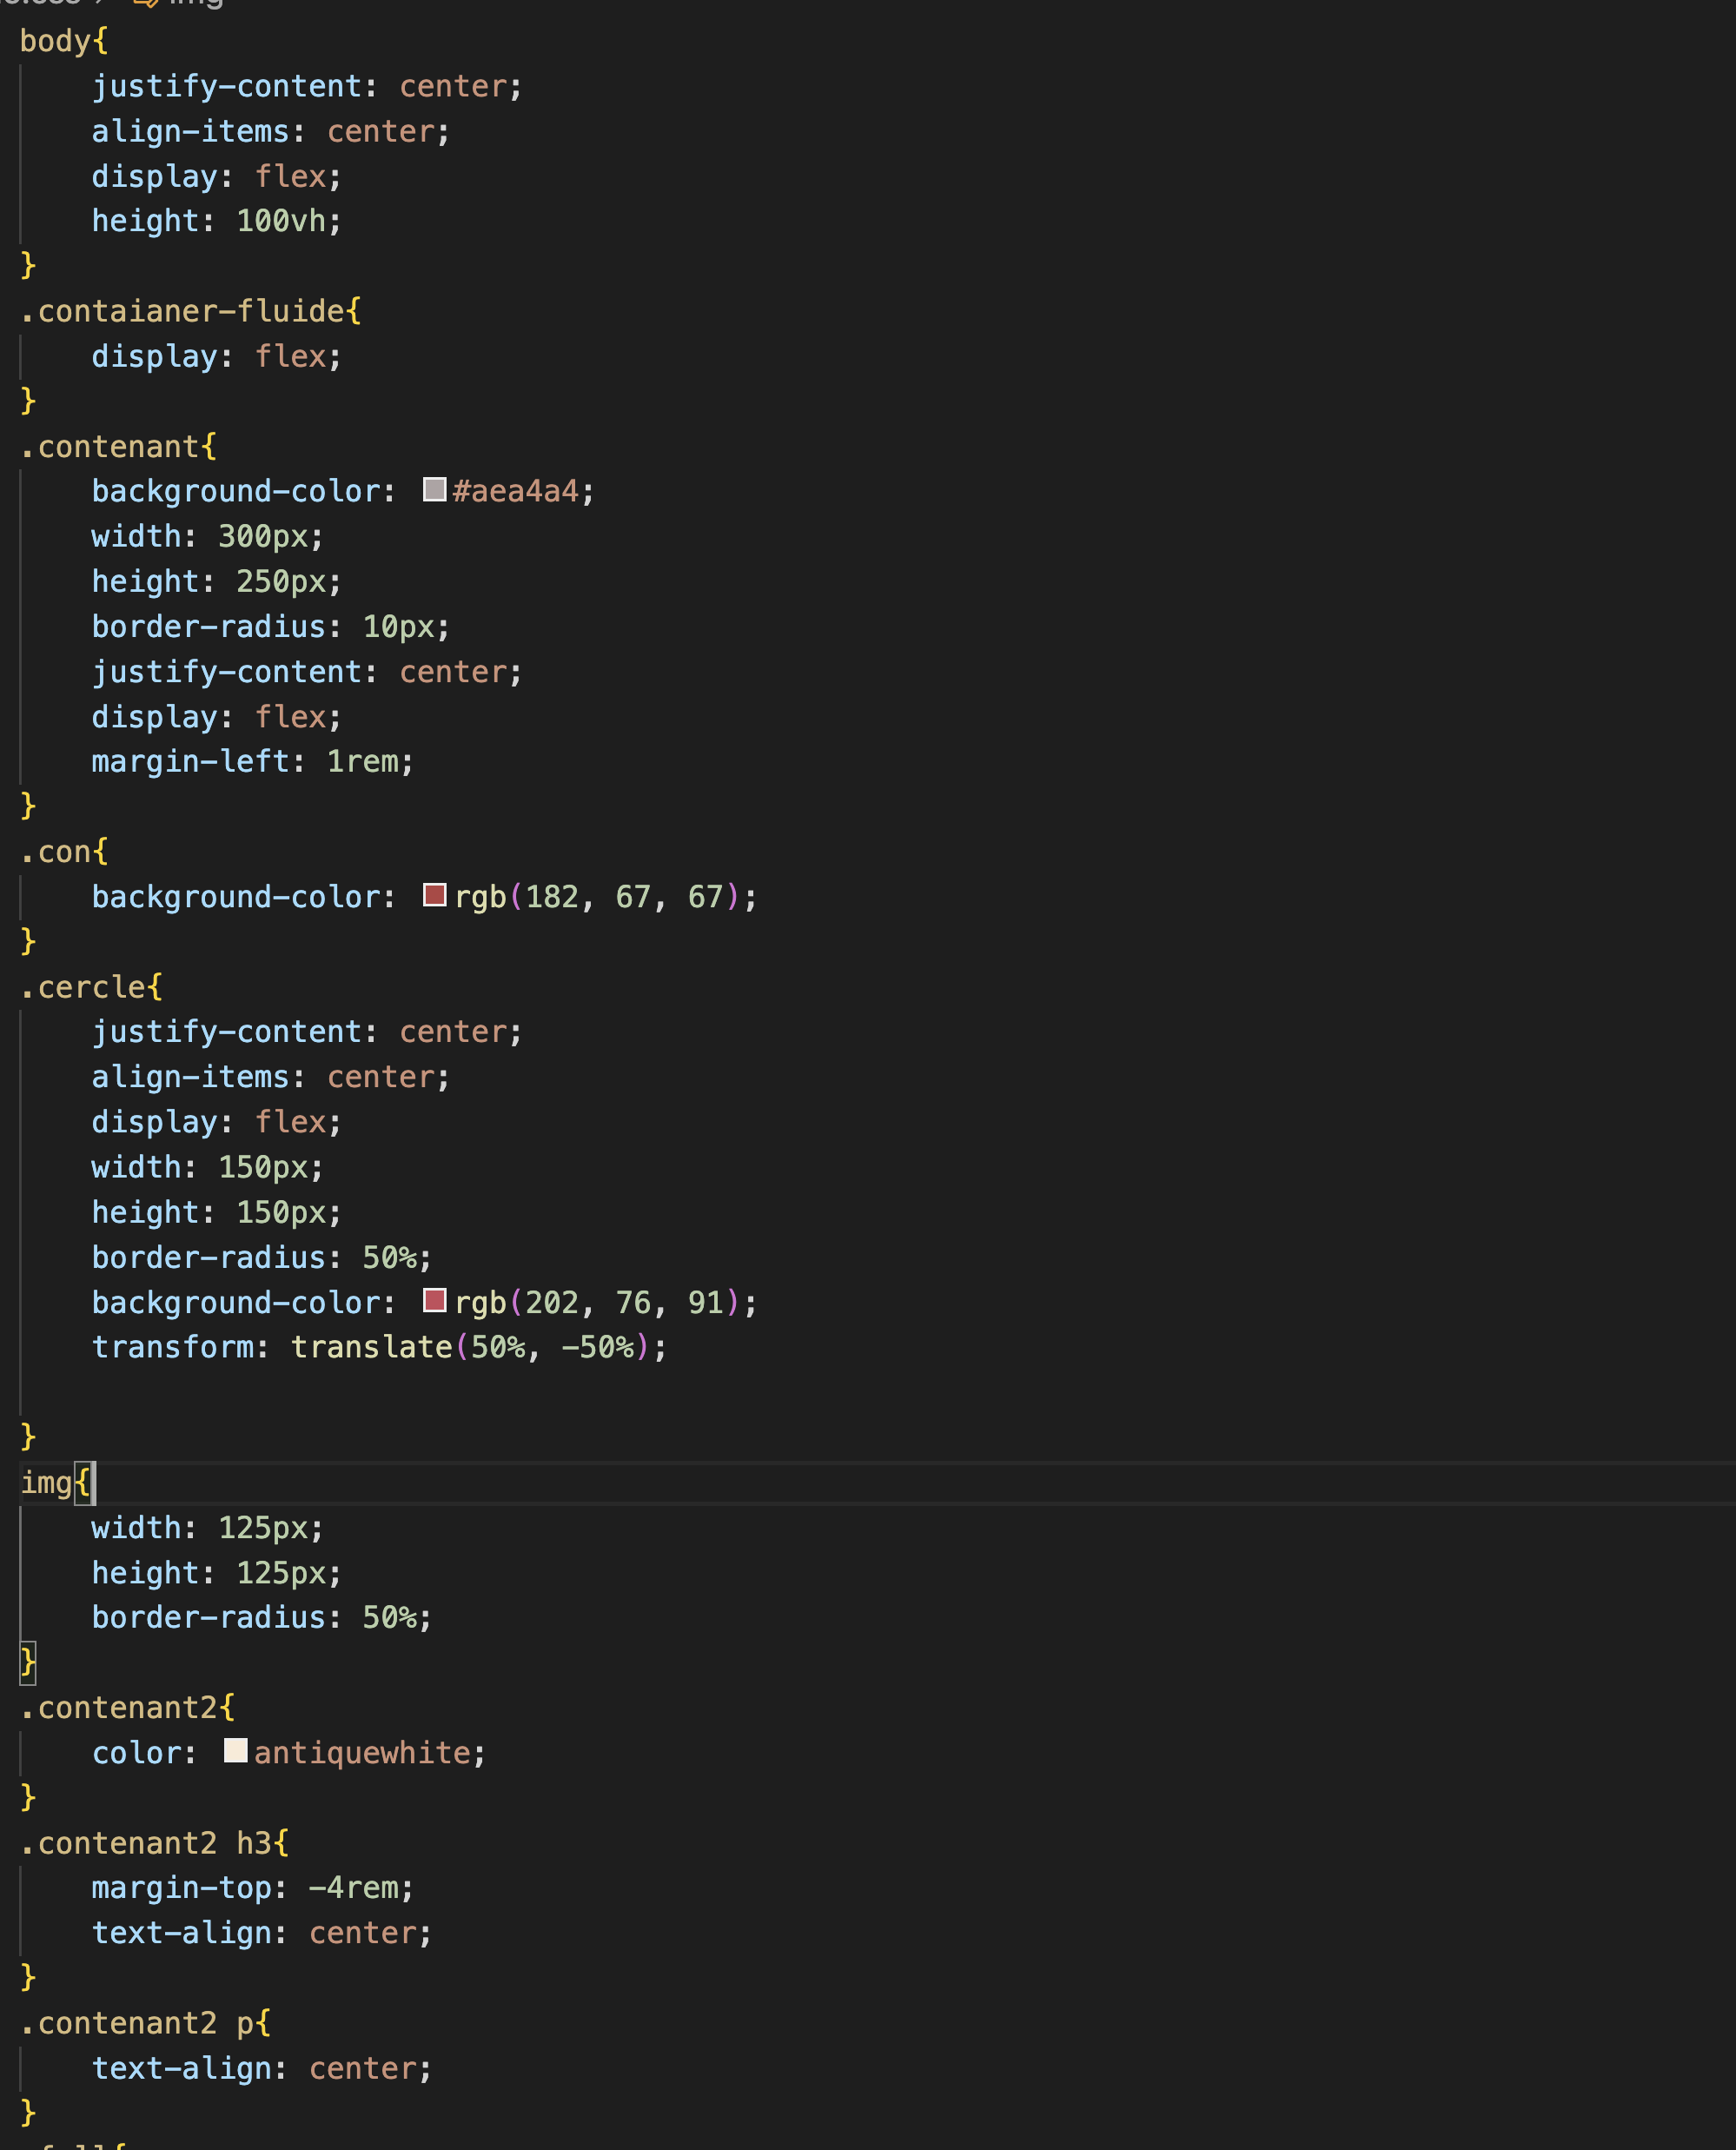 img
body{
    justify-content: center;
    align-items: center;
    display: flex;
    height: 100vh;
}
.contaianer-fluide{
    display: flex;
}
.contenant{
    background-color: #aea4a4;
    width: 300px;
    height: 250px;
    border-radius: 10px;
    justify-content: center;
    display: flex;
    margin-left: 1rem;
}
.con{
    background-color: rgb(182, 67, 67);
}
.cercle{
    justify-content: center;
    align-items: center;
    display: flex;
    width: 150px;
    height: 150px;
    border-radius: 50%;
    background-color: rgb(202, 76, 91);
    transform: translate(50%, -50%);

}
img{
    width: 125px;
    height: 125px;
    border-radius: 50%;
}
.contenant2{
    color: antiquewhite;
}
.contenant2 h3{
    margin-top: -4rem;
    text-align: center;
}
.contenant2 p{
    text-align: center;
}